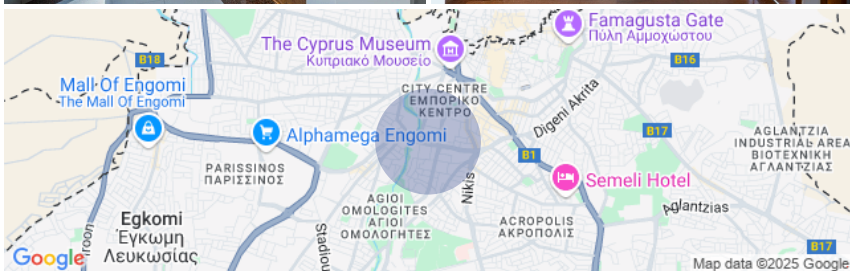 Famagusta Gate
Πύλη Αμμοχώστου
The Cyprus Museum
Κυπριακό Μουσείο
B18
B16
Mall Of Engomi
The Mall Of Engomi
CITY CENTRE
ΕΜΠΟΡΙΚΟ
ΚΕΝΤΡΟ
Digeni Akrita
Alphamega Engomi
B17
AGLANTZIA
INDUSTRIAL AREA
ΒΙΟΤΕΧΝΙΚΗ
ΑΓΛΑΝΤΖΙΑΣ
B1
PARISSINOS
ΠΑΡΙΣΣΙΝΟΣ
Semeli Hotel
Nikis
AGIOI
OMOLOGITES
ΑΓΙΟΙ
ΟΜΟΛΟΓΗΤΕΣ
Aglantzias
Egkomi
Έγκωμη
Λευκωσίας
ACROPOLIS
ΑΚΡΟΠΟΛΙΣ
Stadiou
B17
Google
Map data ©2025 Google